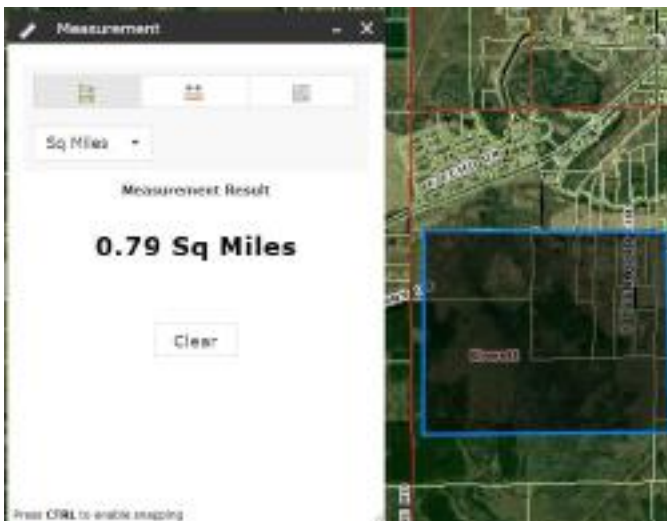 Measurement
Sq Miles
Measurement Result
0.79 Sq Miles
Clear
Press CTRL to enable snapping